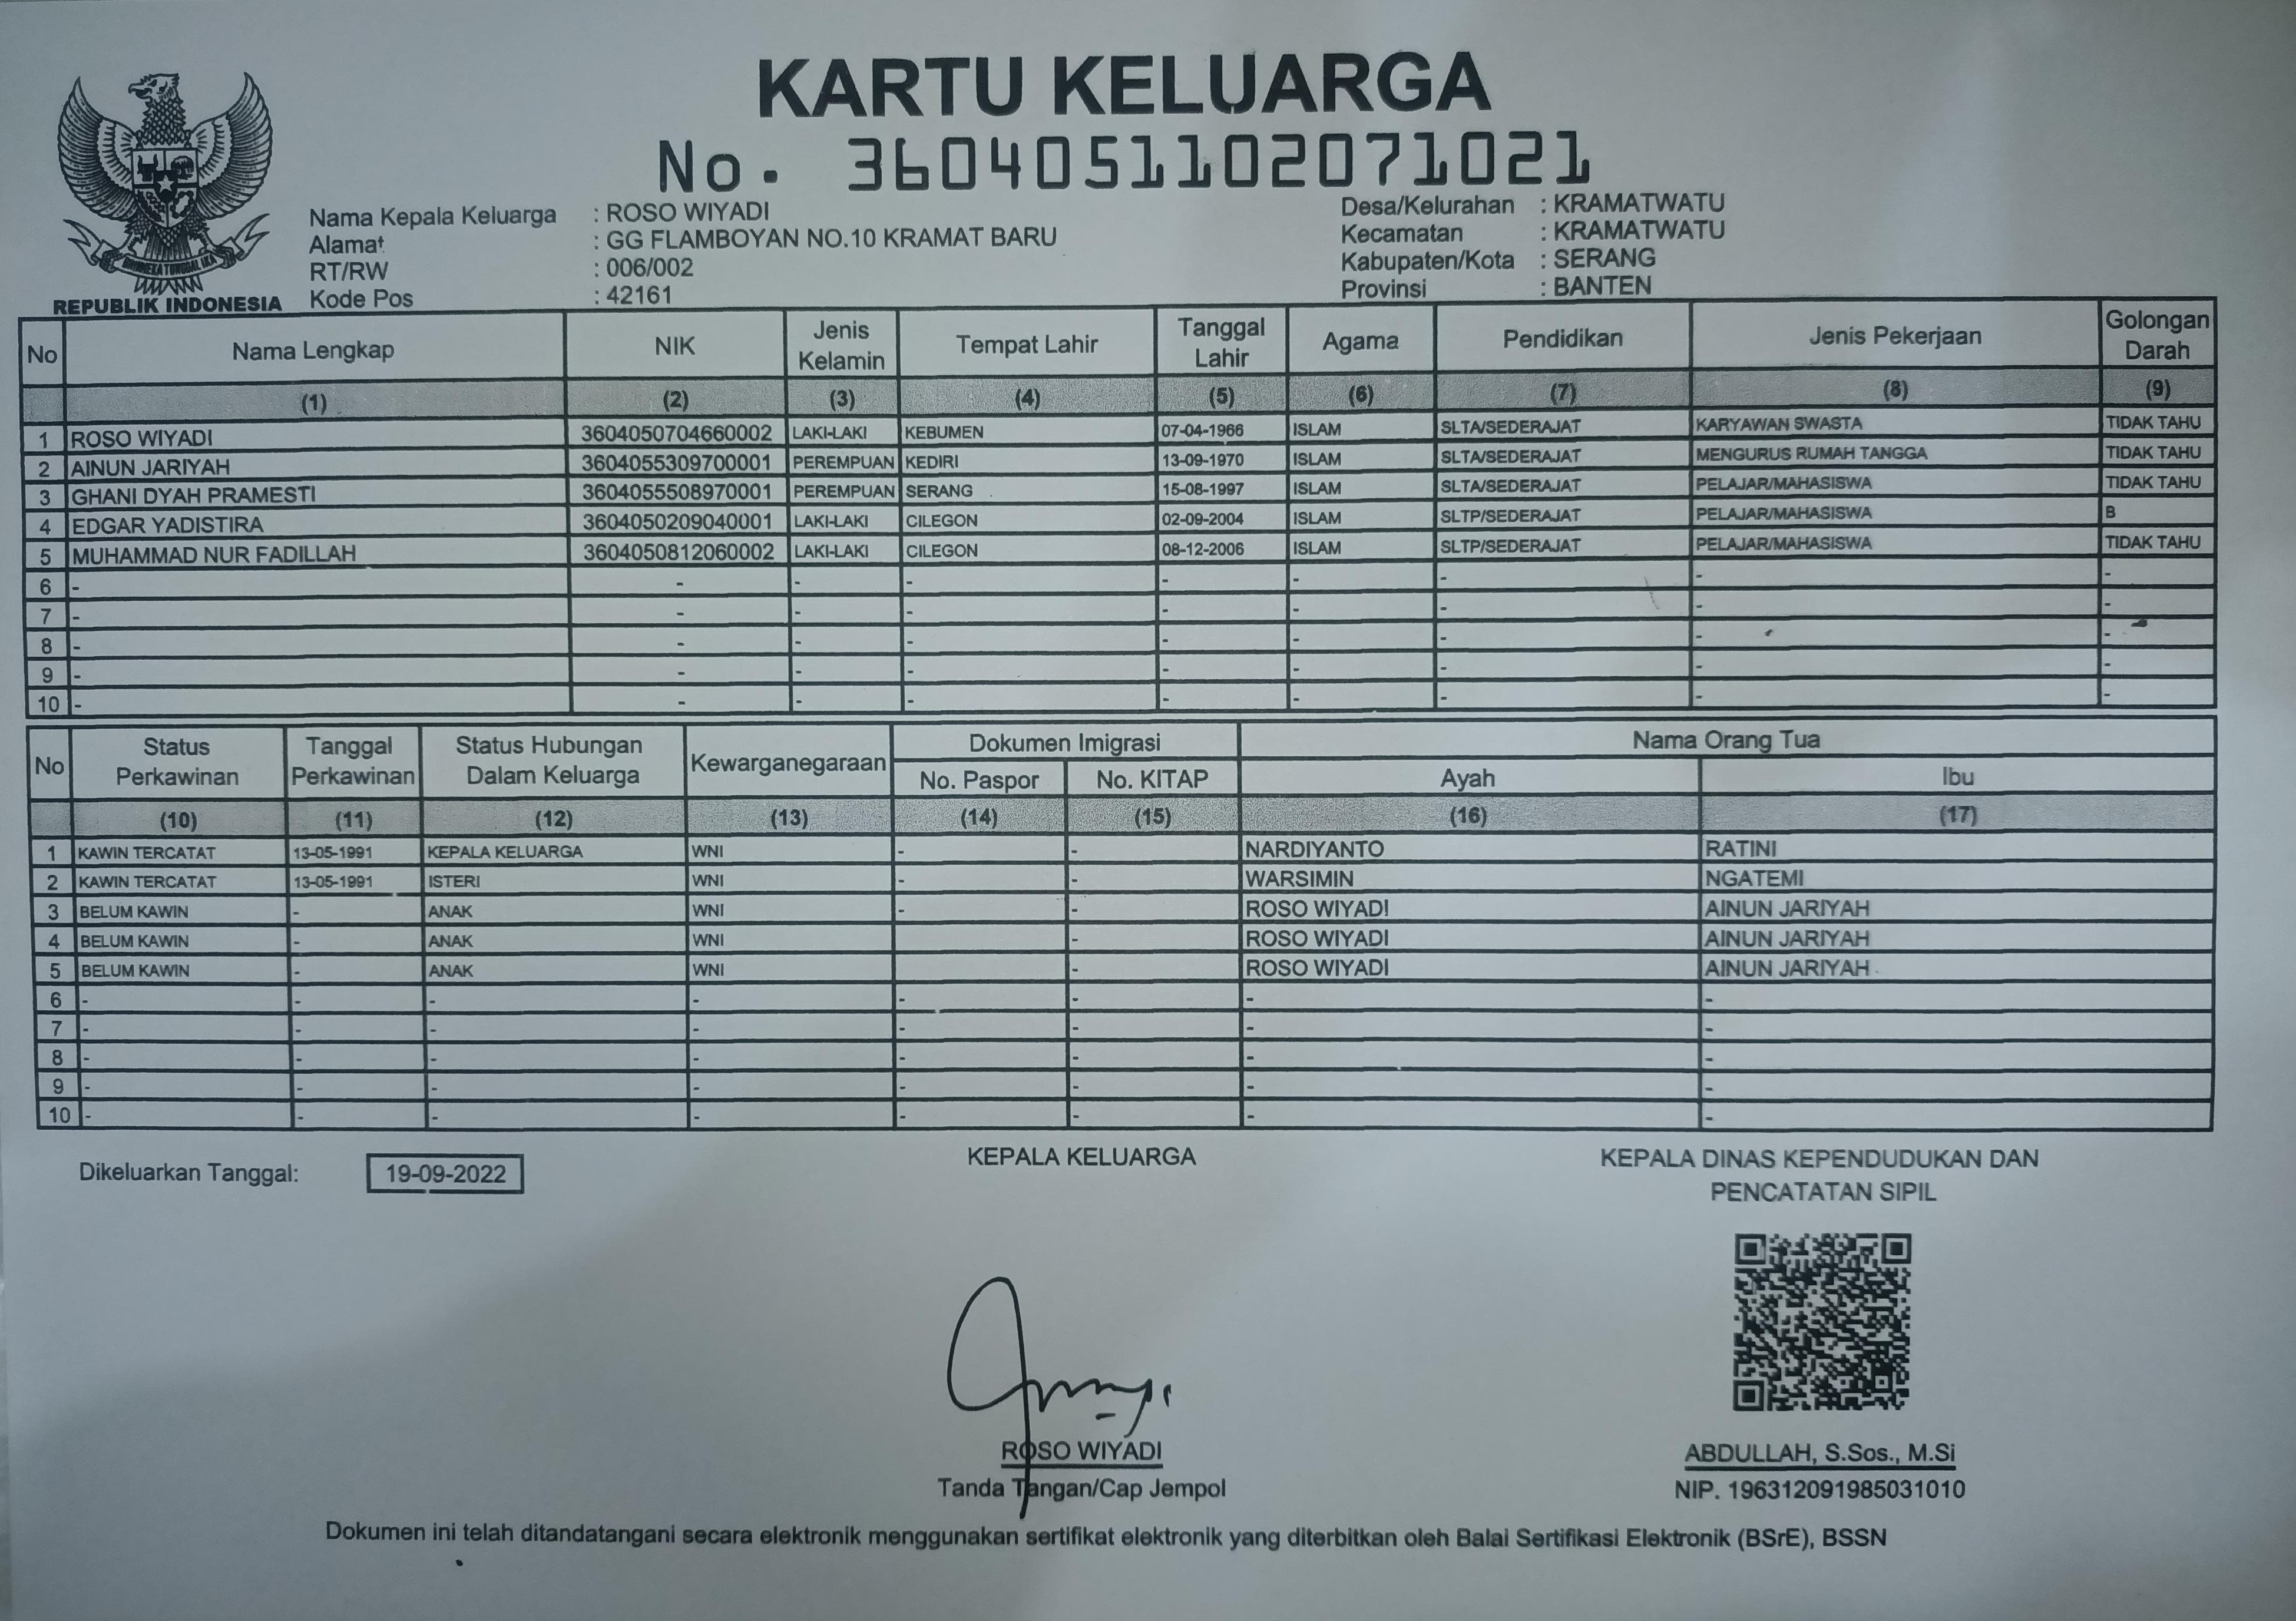 KARTU KELUARGA
No. 3604051102071021
Nama Kepala Keluarga : ROSO WIYADI
Alamat : GG FLAMBOYAN NO.10 KRAMAT BARU
RT/RW : 006/002
Kode Pos : 42161
Desa/Kelurahan : KRAMATWATU
Kecamatan : KRAMATWATU
Kabupaten/Kota : SERANG
Provinsi : BANTEN
BHINNEKA TUNGGAL IKA
REPUBLIK INDONESIA
No Nama Lengkap NIK Jenis Kelamin Tempat Lahir Tanggal Lahir Agama Pendidikan Jenis Pekerjaan Golongan Darah
(1) (2) (3) (4) (5) (6) (7) (8) (9)
1 ROSO WIYADI 3604050704660002 LAKI-LAKI KEBUMEN 07-04-1966 ISLAM SLTA/SEDERAJAT KARYAWAN SWASTA TIDAK TAHU
2 AINUN JARIYAH 3604055309700001 PEREMPUAN KEDIRI 13-09-1970 ISLAM SLTA/SEDERAJAT MENGURUS RUMAH TANGGA TIDAK TAHU
3 GHANI DYAH PRAMESTI 3604055508970001 PEREMPUAN SERANG 15-08-1997 ISLAM SLTA/SEDERAJAT PELAJAR/MAHASISWA TIDAK TAHU
4 EDGAR YADISTIRA 3604050209040001 LAKI-LAKI CILEGON 02-09-2004 ISLAM SLTP/SEDERAJAT PELAJAR/MAHASISWA B
5 MUHAMMAD NUR FADILLAH 3604050812060002 LAKI-LAKI CILEGON 08-12-2006 ISLAM SLTP/SEDERAJAT PELAJAR/MAHASISWA TIDAK TAHU
6 - - - - - - - - -
7 - - - - - - - - -
8 - - - - - - - - -
9 - - - - - - - - -
10 - - - - - - - - -
No Status Perkawinan Tanggal Perkawinan Status Hubungan Dalam Keluarga Kewarganegaraan Dokumen Imigrasi Nama Orang Tua
No. Paspor No. KITAP Ayah Ibu
(10) (11) (12) (13) (14) (15) (16) (17)
1 KAWIN TERCATAT 13-05-1991 KEPALA KELUARGA WNI - - NARDIYANTO RATINI
2 KAWIN TERCATAT 13-05-1991 ISTERI WNI - - WARSIMIN NGATEMI
3 BELUM KAWIN - ANAK WNI - - ROSO WIYADI AINUN JARIYAH
4 BELUM KAWIN - ANAK WNI - ROSO WIYADI AINUN JARIYAH
5 BELUM KAWIN - ANAK WNI - ROSO WIYADI AINUN JARIYAH
6 - - - - - - - -
7 - - - - - - - -
8 - - - - - - - -
9 - - - - - - - -
10 - - - - - - - -
Dikeluarkan Tanggal: 19-09-2022
KEPALA KELUARGA
ROSO WIYADI
Tanda Tangan/Cap Jempol
KEPALA DINAS KEPENDUDUKAN DAN
PENCATATAN SIPIL
ABDULLAH, S.Sos., M.Si
NIP. 196312091985031010
Dokumen ini telah ditandatangani secara elektronik menggunakan sertifikat elektronik yang diterbitkan oleh Balai Sertifikasi Elektronik (BSrE), BSSN